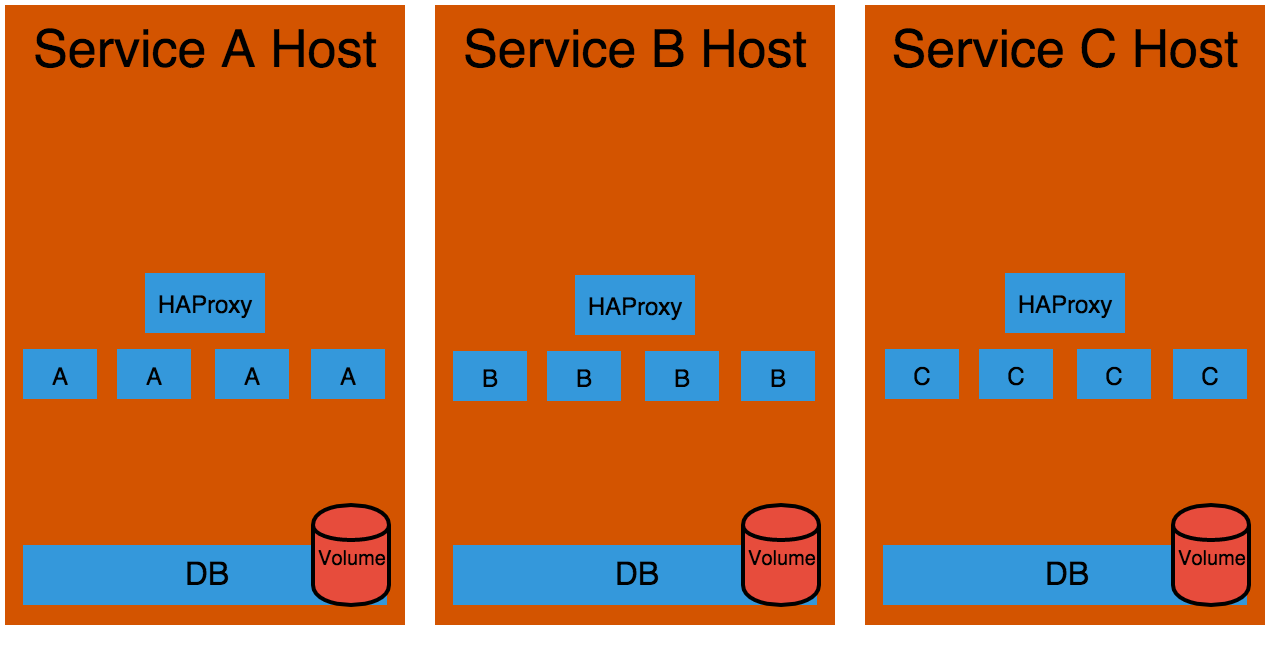 Service A Host
Service B Host
Service C Host
HAProxy
HAProxy
HAProxy
A A A A
B B B B
C C C C
DB
Volume
DB
Volume
DB
Volume